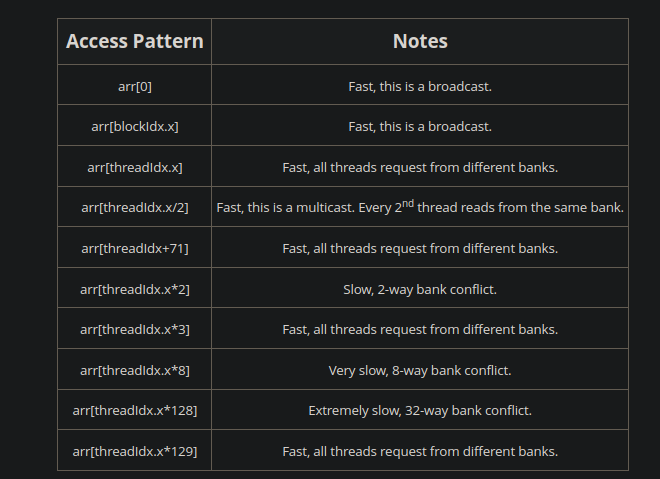 Access Pattern Notes
arr[0] Fast, this is a broadcast.
arr[blockIdx.x] Fast, this is a broadcast.
arr[threadIdx.x] Fast, all threads request from different banks.
arr[threadIdx.x/2] Fast, this is a multicast. Every 2nd thread reads from the same bank.
arr[threadIdx+71] Fast, all threads request from different banks.
arr[threadIdx.x*2] Slow, 2-way bank conflict.
arr[threadIdx.x*3] Fast, all threads request from different banks.
arr[threadIdx.x*8] Very slow, 8-way bank conflict.
arr[threadIdx.x*128] Extremely slow, 32-way bank conflict.
arr[threadIdx.x*129] Fast, all threads request from different banks.